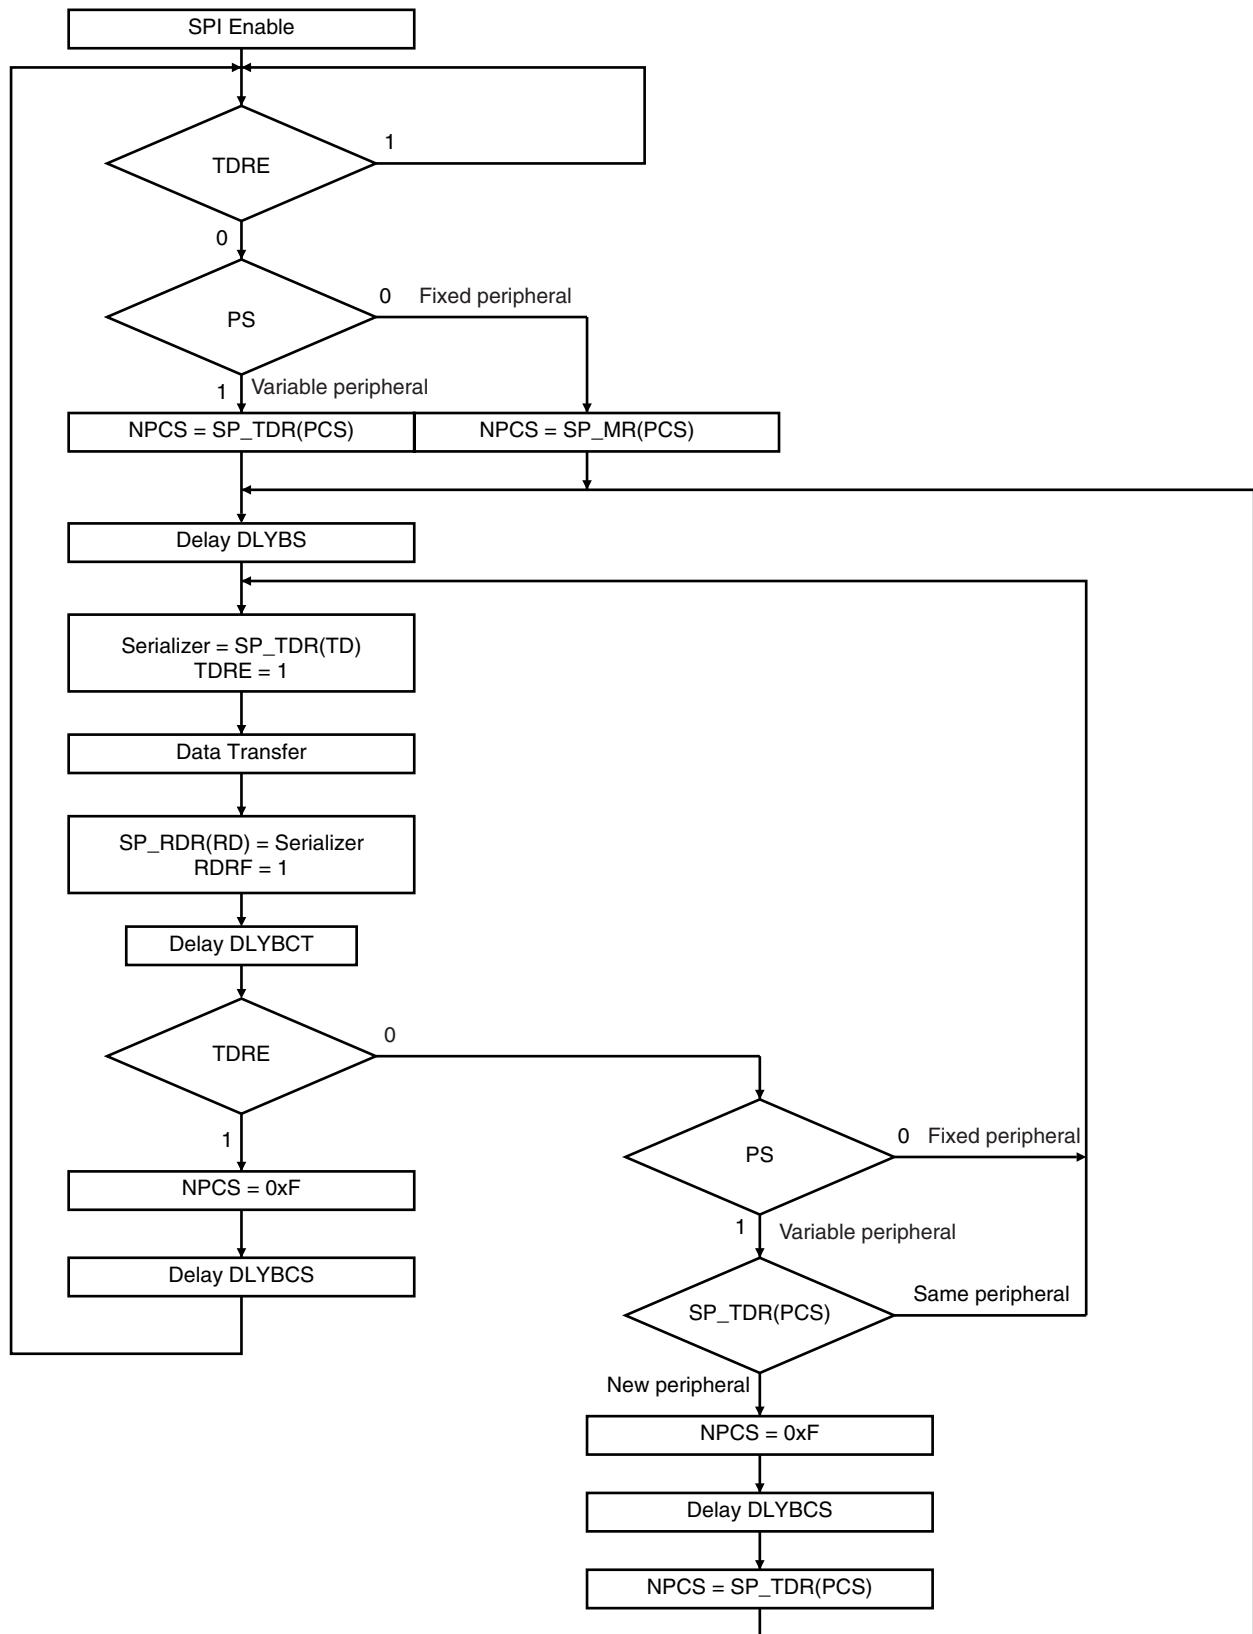 SPI Enable
1
TDRE
0
0 Fixed peripheral
PS
1 Variable peripheral
NPCS = SP_TDR(PCS)
NPCS = SP_MR(PCS)
Delay DLYBS
Serializer = SP_TDR(TD)
TDRE = 1
Data Transfer
SP_RDR(RD) = Serializer
RDRF = 1
Delay DLYBCT
0
TDRE
1
NPCS = 0xF
Delay DLYBCS
0 Fixed peripheral
PS
1 Variable peripheral
Same peripheral
SP_TDR(PCS)
New peripheral
NPCS = 0xF
Delay DLYBCS
NPCS = SP_TDR(PCS)